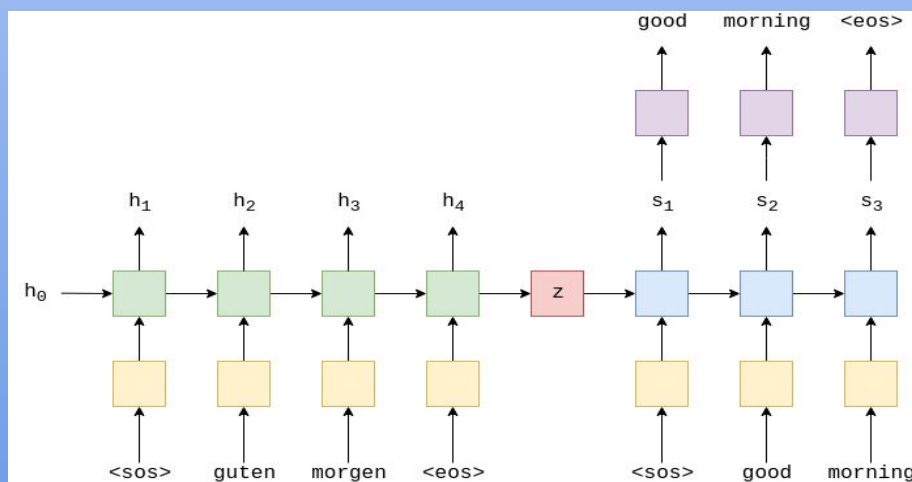 good morning <eos>
h₁ h₂ h₃ h₄ s₁ s₂ s₃
h₀ z
<sos> guten morgen <eos> <sos> good morning